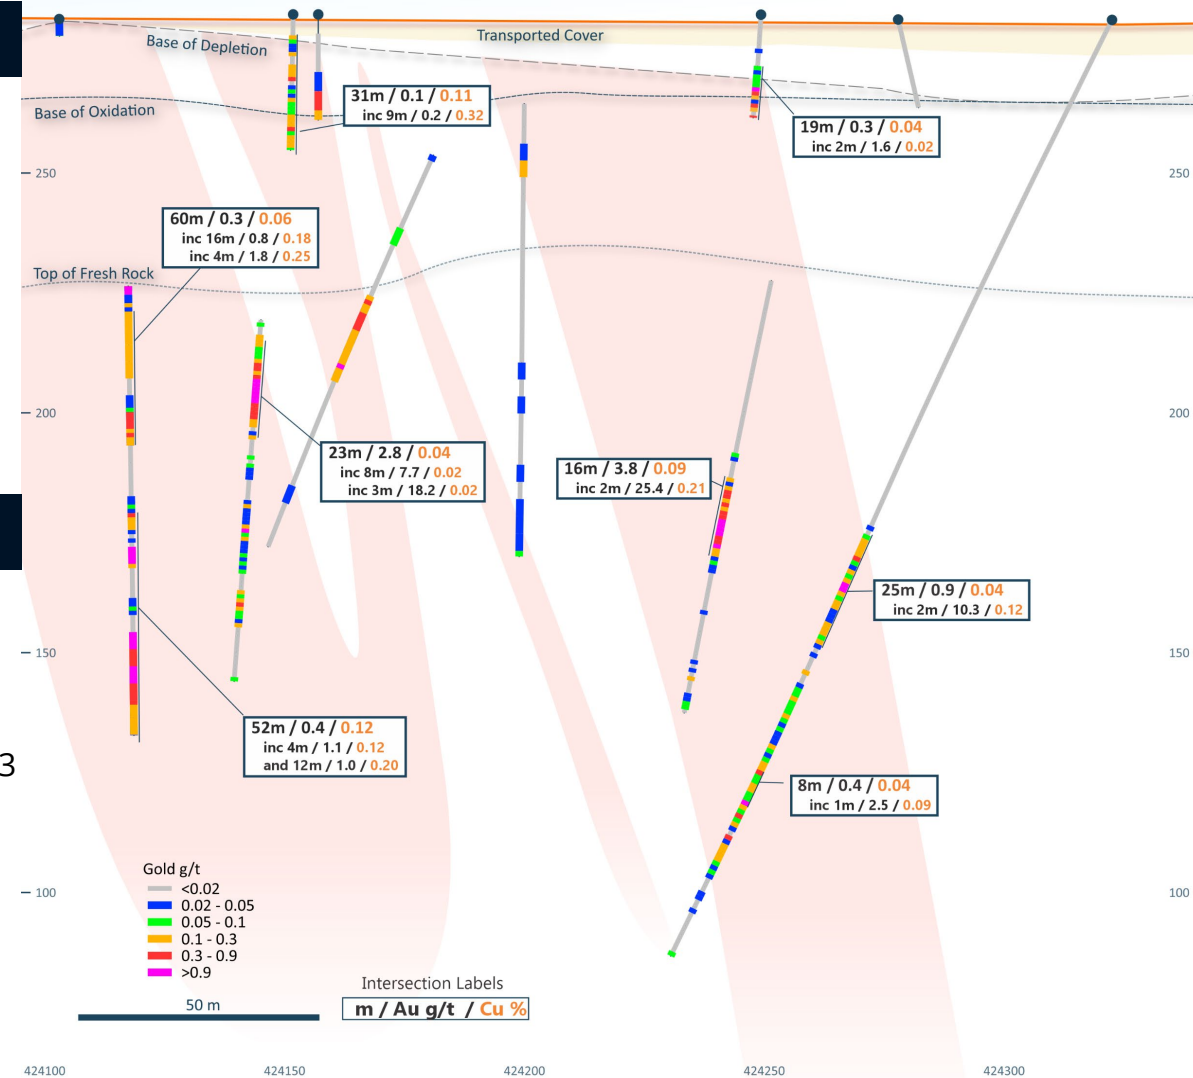 Transported Cover
Base of Depletion
31m / 0.1 / 0.11
inc 9m / 0.2 / 0.32
Base of Oxidation
19m / 0.3 / 0.04
inc 2m / 1.6 / 0.02
250
250
60m / 0.3 / 0.06
inc 16m / 0.8 / 0.18
inc 4m / 1.8 / 0.25
Top of Fresh Rock
200
200
23m / 2.8 / 0.04
inc 8m / 7.7 / 0.02
inc 3m / 18.2 / 0.02
16m / 3.8 / 0.09
inc 2m / 25.4 / 0.21
25m / 0.9 / 0.04
inc 2m / 10.3 / 0.12
150
150
52m / 0.4 / 0.12
inc 4m / 1.1 / 0.12
and 12m / 1.0 / 0.20
3
8m / 0.4 / 0.04
inc 1m / 2.5 / 0.09
100
100
Gold g/t
<0.02
0.02 - 0.05
0.05 - 0.1
0.1 - 0.3
0.3 - 0.9
>0.9
50 m
Intersection Labels
m / Au g/t / Cu %
424100
424150
424200
424250
424300